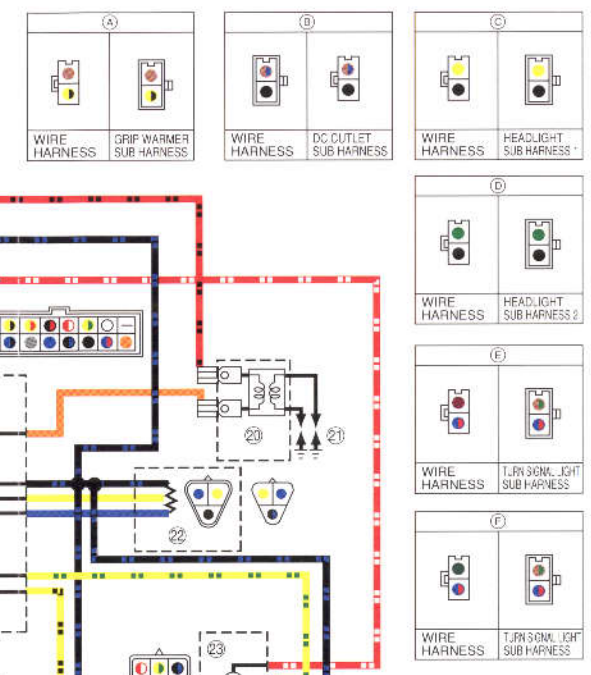 A
WIRE HARNESS
GRIP WARMER SUB HARNESS
B
WIRE HARNESS
DC OUTLET SUB HARNESS
C
WIRE HARNESS
HEADLIGHT SUB HARNESS
D
WIRE HARNESS
HEADLIGHT SUB HARNESS 2
E
WIRE HARNESS
TURN SIGNAL LIGHT SUB HARNESS
F
WIRE HARNESS
TURN SIGNAL LIGHT SUB HARNESS
20
21
22
23